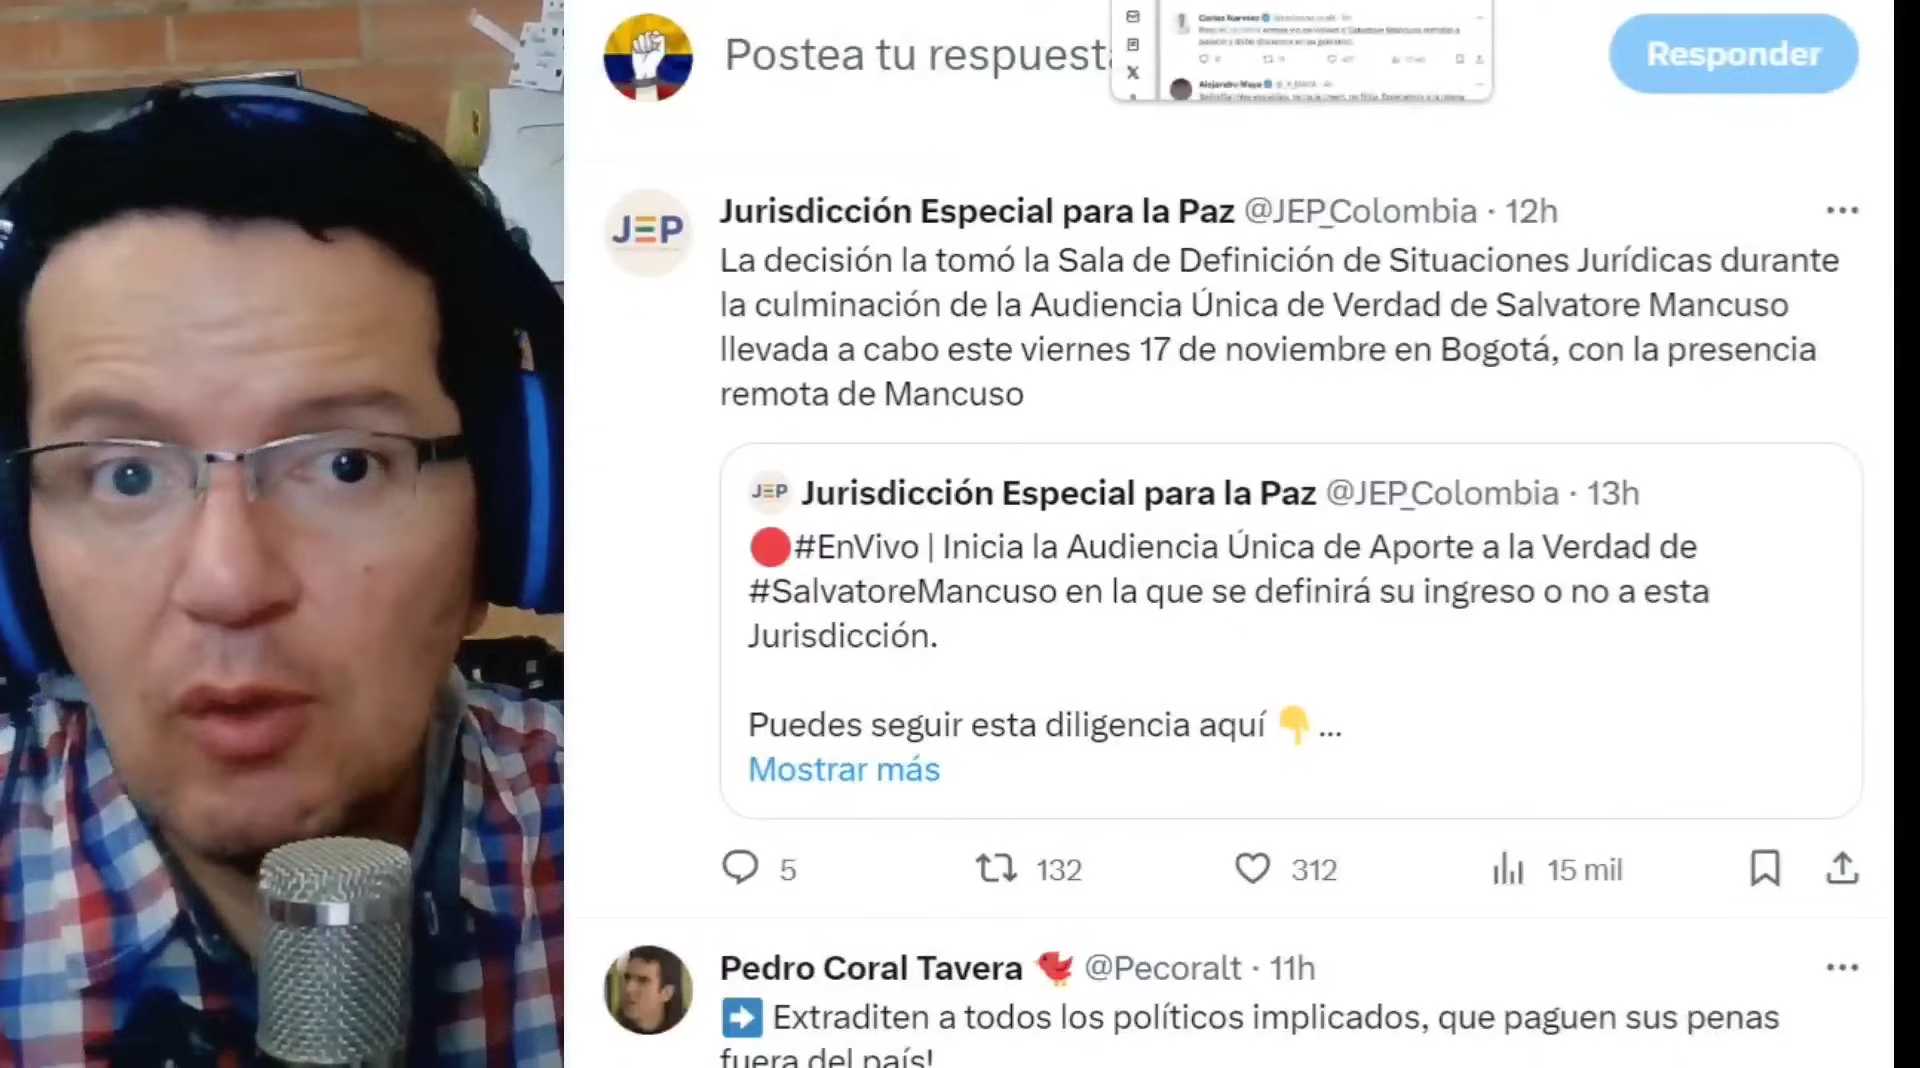 Postea tu respuesta
Responder
Carlos Ramirez
Alejandro Maya
JEP
Jurisdicción Especial para la Paz @JEP_Colombia · 12h
La decisión la tomó la Sala de Definición de Situaciones Jurídicas durante
la culminación de la Audiencia Única de Verdad de Salvatore Mancuso
llevada a cabo este viernes 17 de noviembre en Bogotá, con la presencia
remota de Mancuso
JEP Jurisdicción Especial para la Paz @JEP_Colombia · 13h
🔴#EnVivo | Inicia la Audiencia Única de Aporte a la Verdad de
#SalvatoreMancuso en la que se definirá su ingreso o no a esta
Jurisdicción.
Puedes seguir esta diligencia aquí 👇 ...
Mostrar más
5 132 312 15 mil
Pedro Coral Tavera 🐦 @Pecoralt · 11h
➡️ Extraditen a todos los políticos implicados, que paguen sus penas
fuera del país!